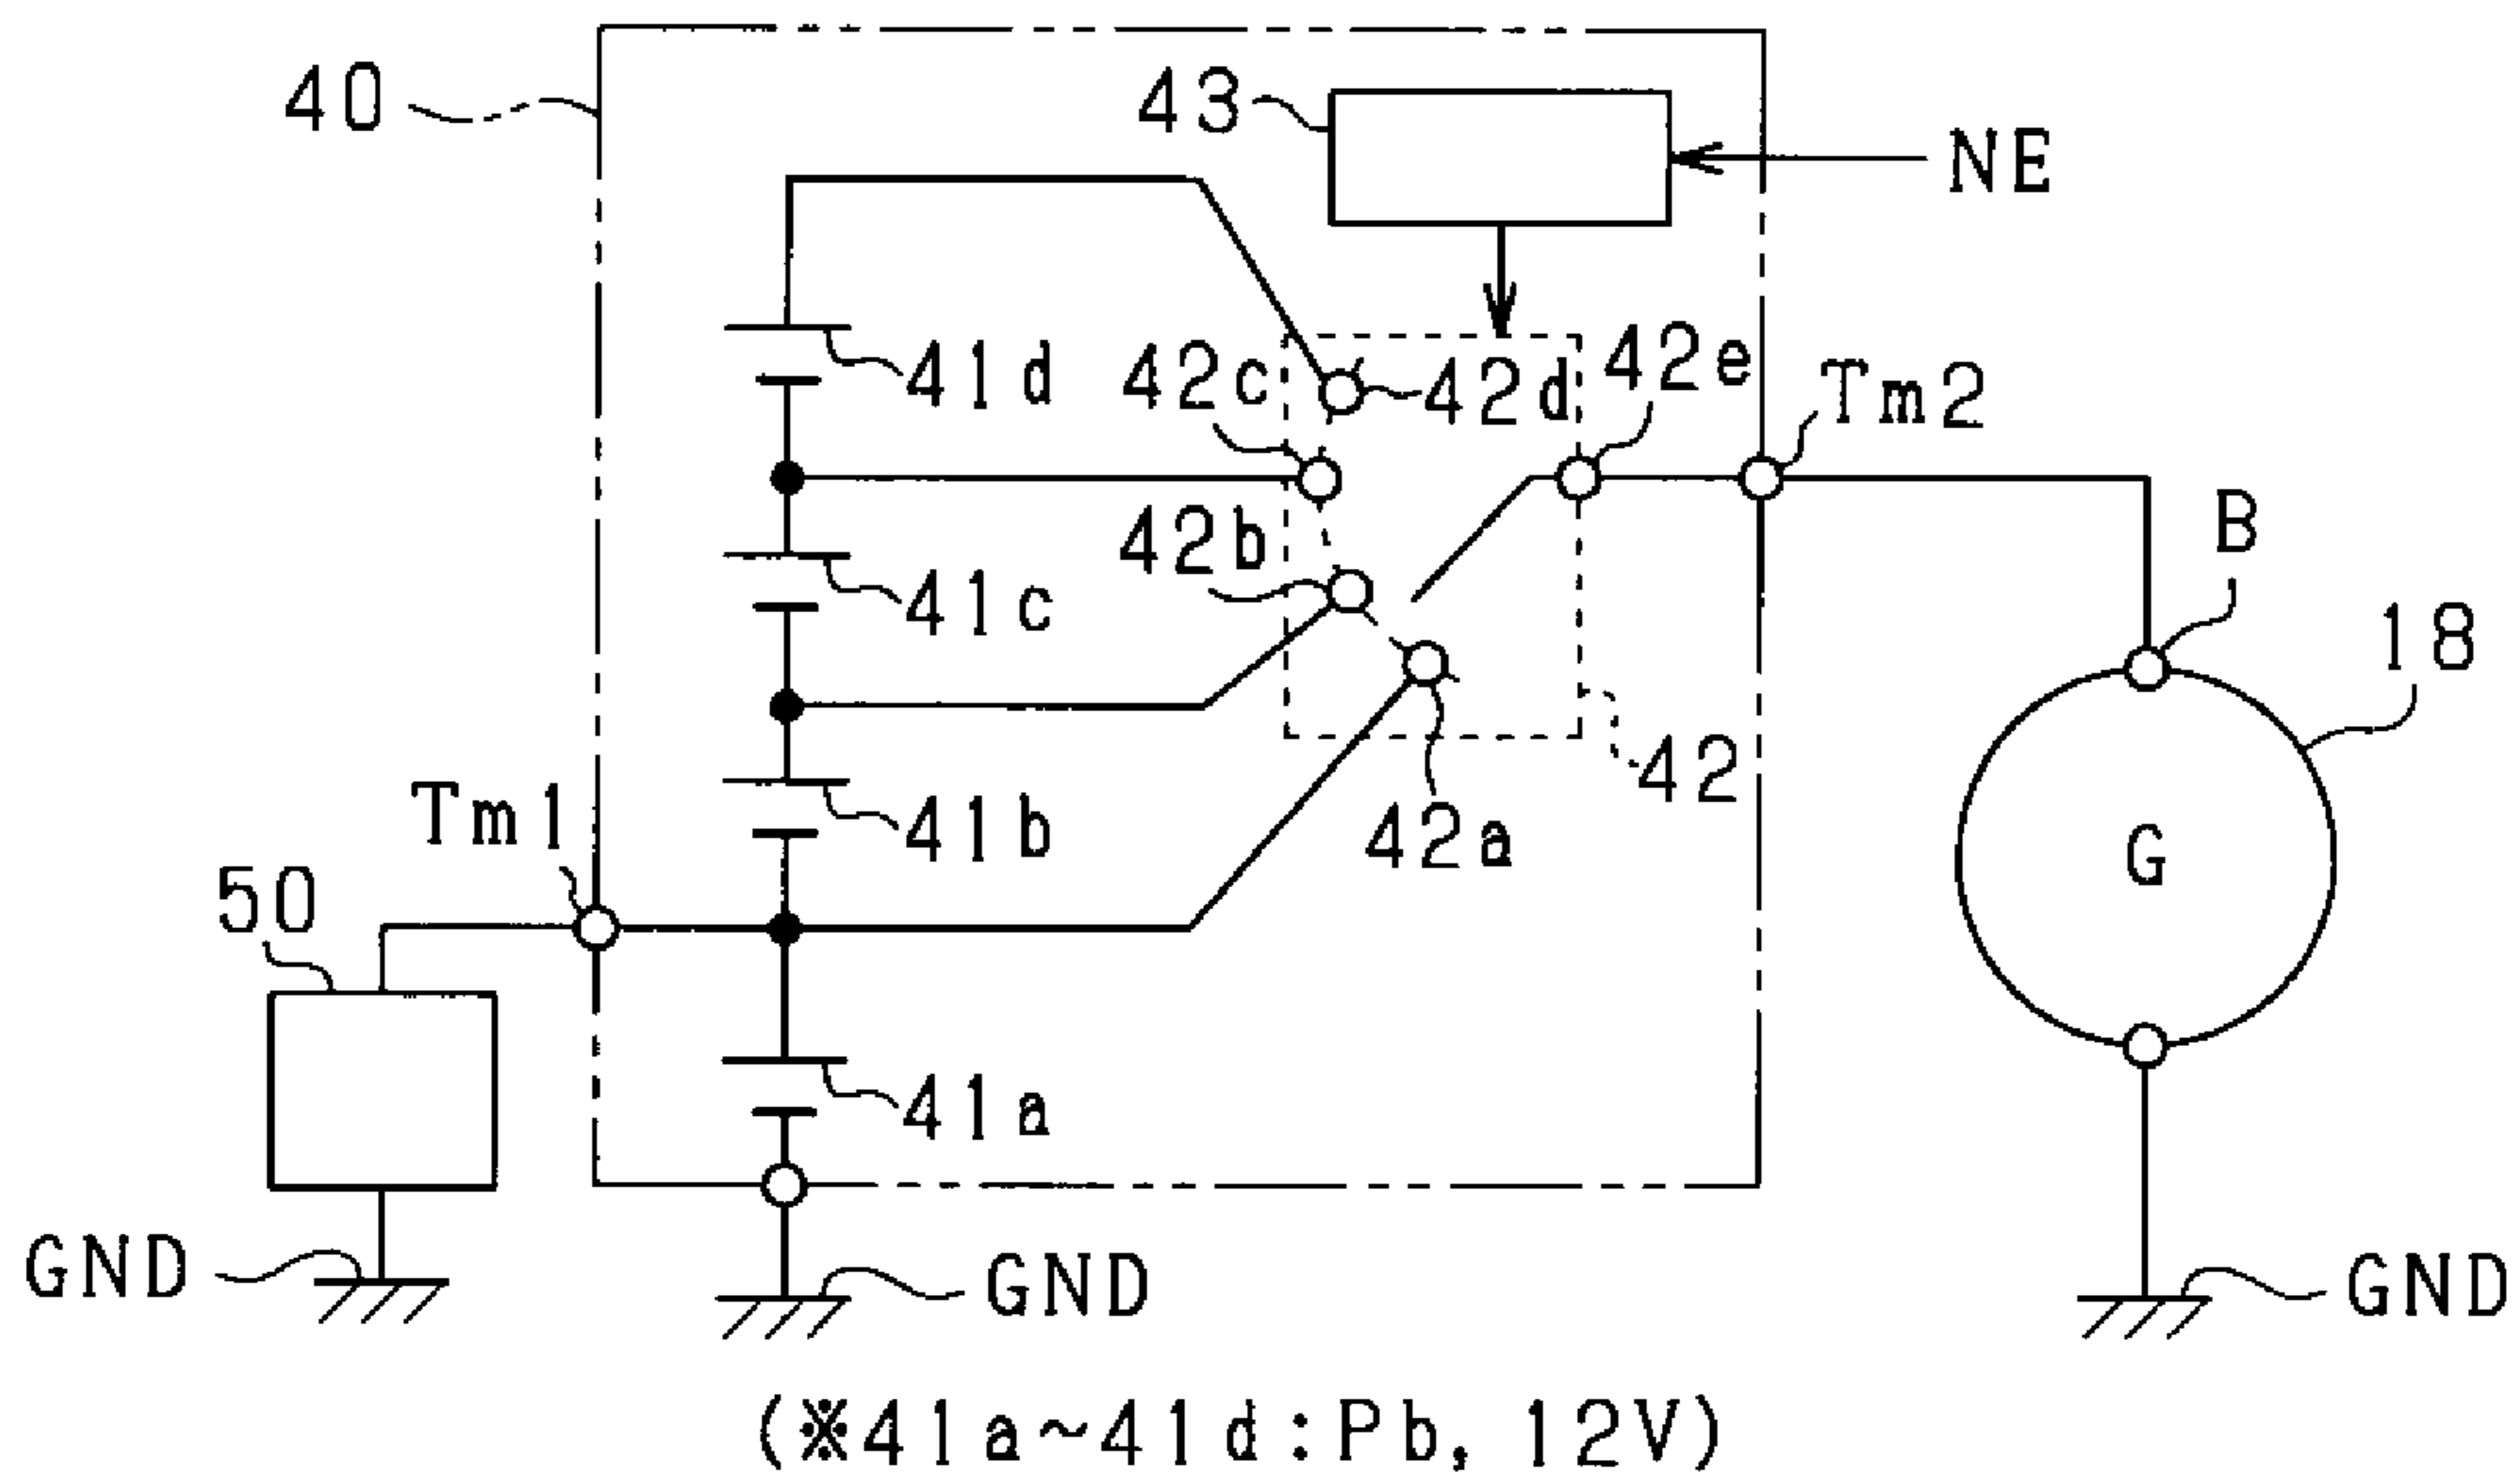 40
43
NE
41d
42c
42d
42e
Tm2
42b
B
41c
18
Tm1
41b
42
42a
50
G
41a
GND
GND
GND
(※41a~41d:Pb,12V)